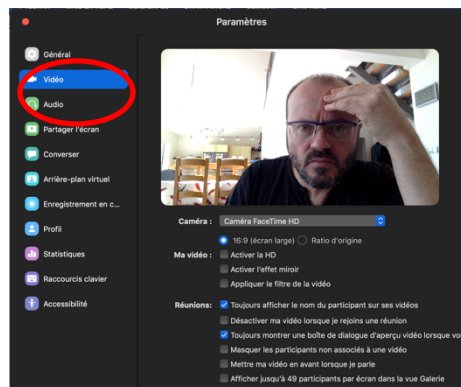 Paramètres
Général
Vidéo
Audio
Partager l'écran
Converser
Arrière-plan virtuel
Enregistrement en c...
Profil
Statistiques
Raccourcis clavier
Accessibilité
Caméra : Caméra FaceTime HD
16:9 (écran large) Ratio d'origine
Ma vidéo : Activer la HD
Activer l'effet miroir
Appliquer le filtre de la vidéo
Réunions: Toujours afficher le nom du participant sur ses vidéos
Désactiver ma vidéo lorsque je rejoins une réunion
Toujours montrer une boîte de dialogue d'aperçu vidéo lorsque vo
Masquer les participants non associés à une vidéo
Mettre ma vidéo en avant lorsque je parle
Afficher jusqu'à 49 participants par écran dans la vue Galerie